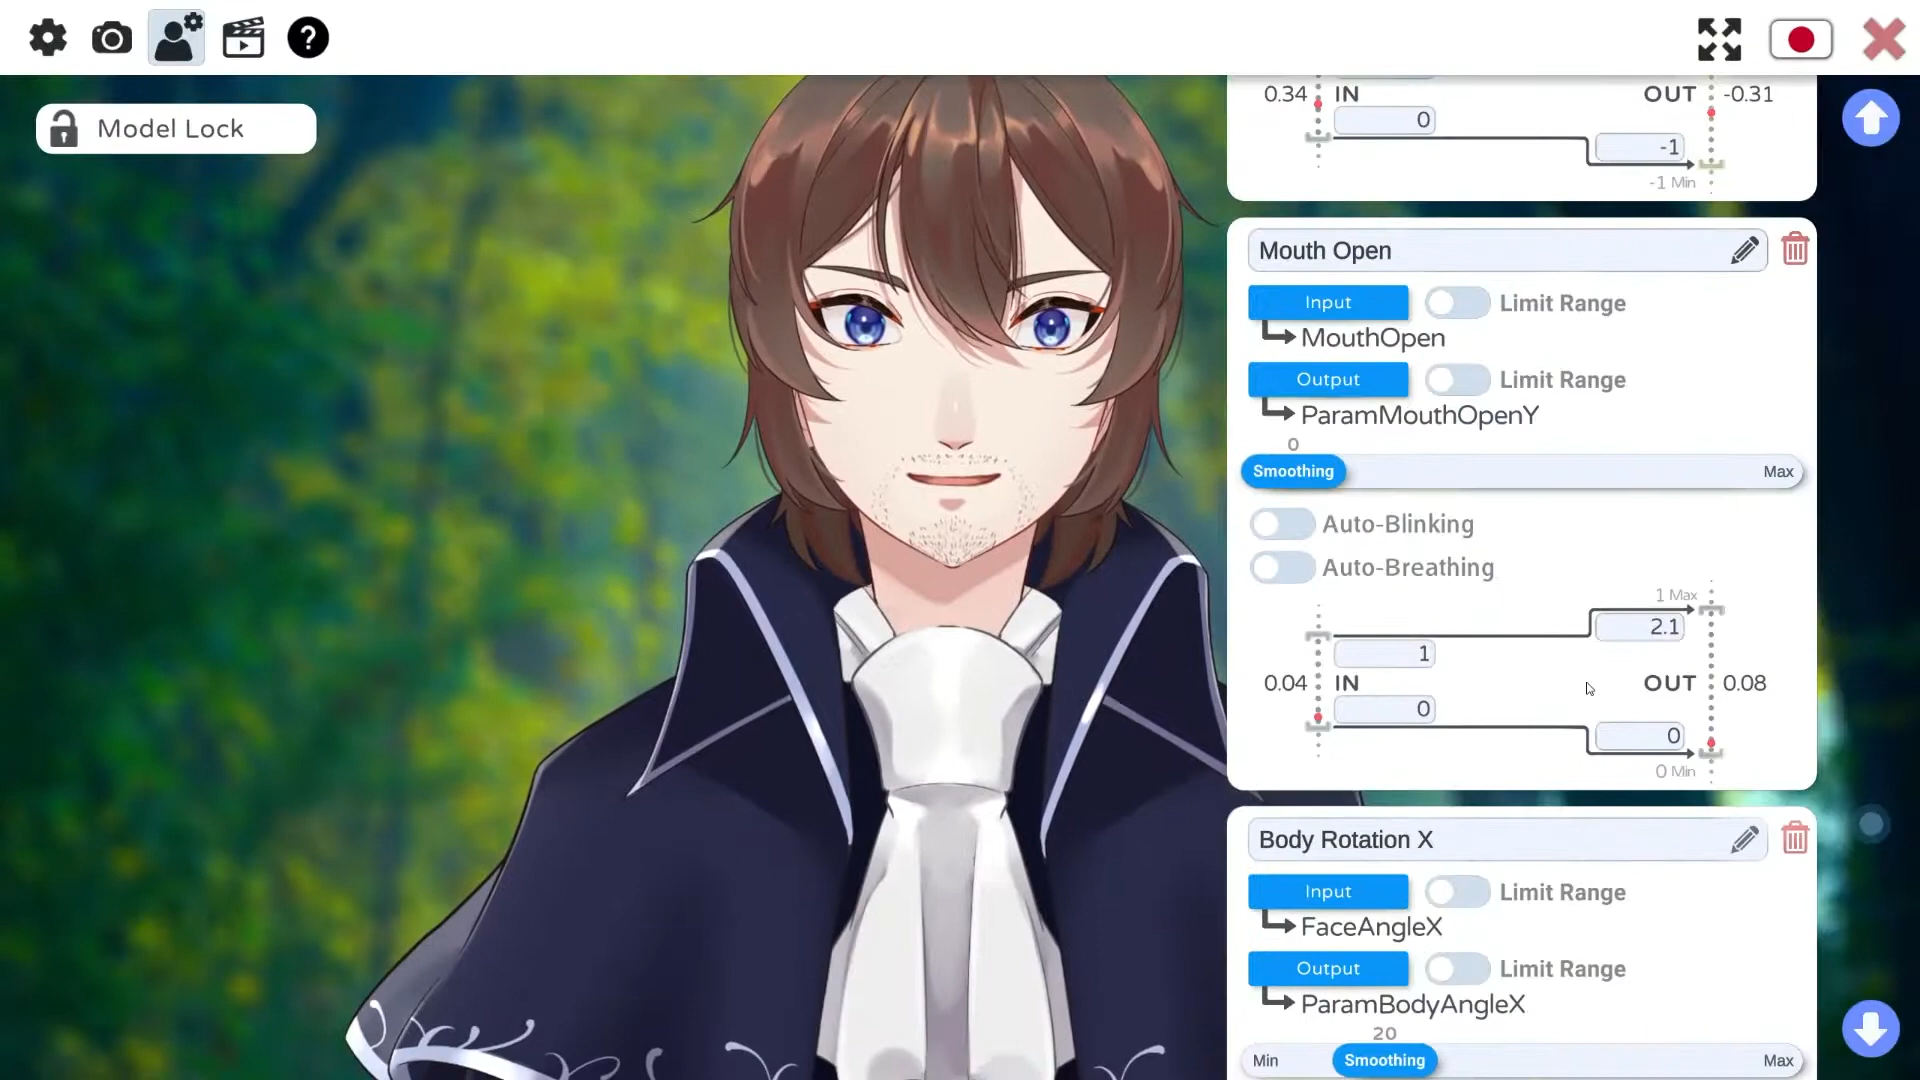 ?
Model Lock
0.34 IN OUT -0.31
0
-1
-1 Min
Mouth Open
Input Limit Range
MouthOpen
Output Limit Range
ParamMouthOpenY
0
Smoothing Max
Auto-Blinking
Auto-Breathing
1 Max
2.1
1
0.04 IN OUT 0.08
0
0
0 Min
Body Rotation X
Input Limit Range
FaceAngleX
Output Limit Range
ParamBodyAngleX
20
Min Smoothing Max